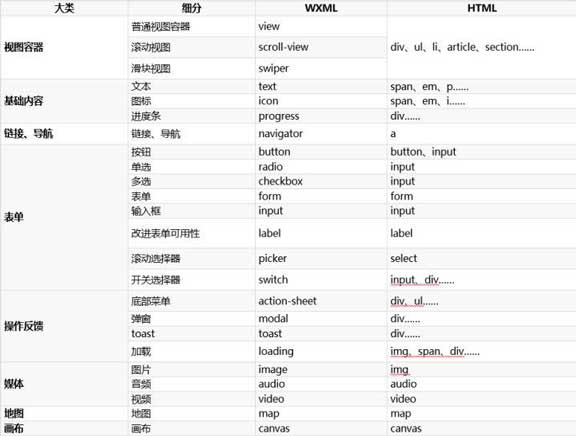 大类 细分 WXML HTML
视图容器 普通视图容器 view div、ul、li、article、section……
滚动视图 scroll-view
滑块视图 swiper
基础内容 文本 text span、em、p……
图标 icon span、em、i……
进度条 progress div……
链接、导航 链接、导航 navigator a
表单 按钮 button button、input
单选 radio input
多选 checkbox input
表单 form form
输入框 input input
改进表单可用性 label label
滚动选择器 picker select
开关选择器 switch input、div……
操作反馈 底部菜单 action-sheet div、ul……
弹窗 modal div……
toast toast div……
加载 loading img、span、div……
媒体 图片 image img
音频 audio audio
视频 video video
地图 地图 map map
画布 画布 canvas canvas